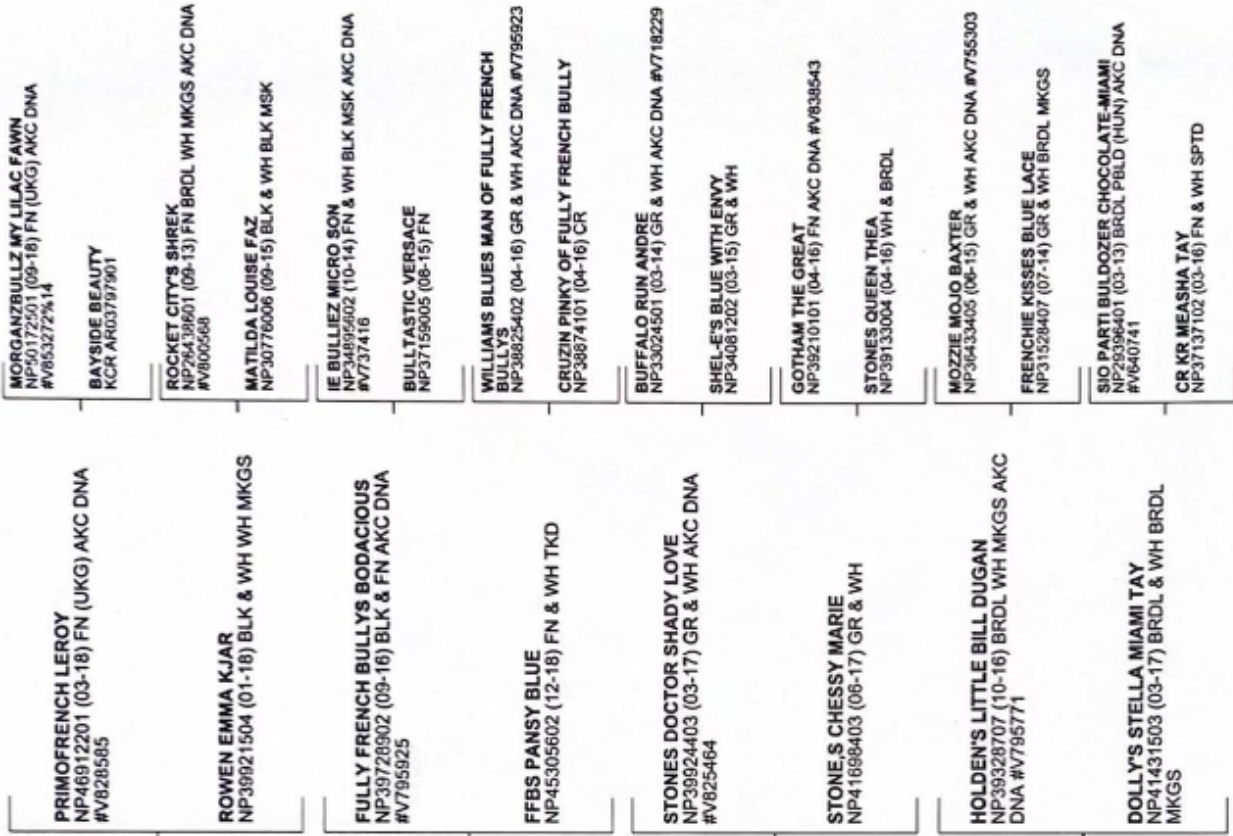 PRIMOFRENCH LEROY
NP46912201 (03-18) FN (UKG) AKC DNA
#V828585
ROWEN EMMA KJAR
NP39921504 (01-18) BLK & WH WH MKGS
FULLY FRENCH BULLYS BODACIOUS
NP39728902 (09-16) BLK & FN AKC DNA
#V795925
FFBS PANSY BLUE
NP45305602 (12-18) FN & WH TKD
STONES DOCTOR SHADY LOVE
NP39924403 (03-17) GR & WH AKC DNA
#V825464
STONE,S CHESSY MARIE
NP41698403 (06-17) GR & WH
HOLDEN'S LITTLE BILL DUGAN
NP39328707 (10-16) BRDL WH MKGS AKC
DNA #V795771
DOLLY'S STELLA MIAMI TAY
NP41431503 (03-17) BRDL & WH BRDL
MKGS
MORGANZBULLZ MY LILAC FAWN
NP50172501 (09-18) FN (UKG) AKC DNA
#V853272%14
BAYSIDE BEAUTY
KCR AR03797901
ROCKET CITY'S SHREK
NP26438601 (09-13) FN BRDL WH MKGS AKC DNA
#V800568
MATILDA LOUISE FAZ
NP30776006 (09-15) BLK & WH BLK MSK
IE BULLIEZ MICRO SON
NP34895602 (10-14) FN & WH BLK MSK AKC DNA
#V737416
BULLTASTIC VERSACE
NP37159005 (06-15) FN
WILLIAMS BLUES MAN OF FULLY FRENCH
BULLYS
NP38825402 (04-16) GR & WH AKC DNA #V795923
CRUZIN PINKY OF FULLY FRENCH BULLY
NP38874101 (04-16) CR
BUFFALO RUN ANDRE
NP33024501 (03-14) GR & WH AKC DNA #V718229
SHEL-E'S BLUE WITH ENVY
NP34081202 (03-15) GR & WH
GOTHAM THE GREAT
NP39210101 (04-16) FN AKC DNA #V838543
STONES QUEEN THEA
NP39133004 (04-16) WH & BRDL
MOZZIE MOJO BAXTER
NP36433405 (06-15) GR & WH AKC DNA #V755303
FRENCHIE KISSES BLUE LACE
NP31528407 (07-14) GR & WH BRDL MKGS
SIO PARTI BULDOZER CHOCOLATE-MIAMI
NP29396401 (03-13) BRDL PBLD (HUN) AKC DNA
#V640741
CR KR MEASHA TAY
NP37137102 (03-16) FN & WH SPTD